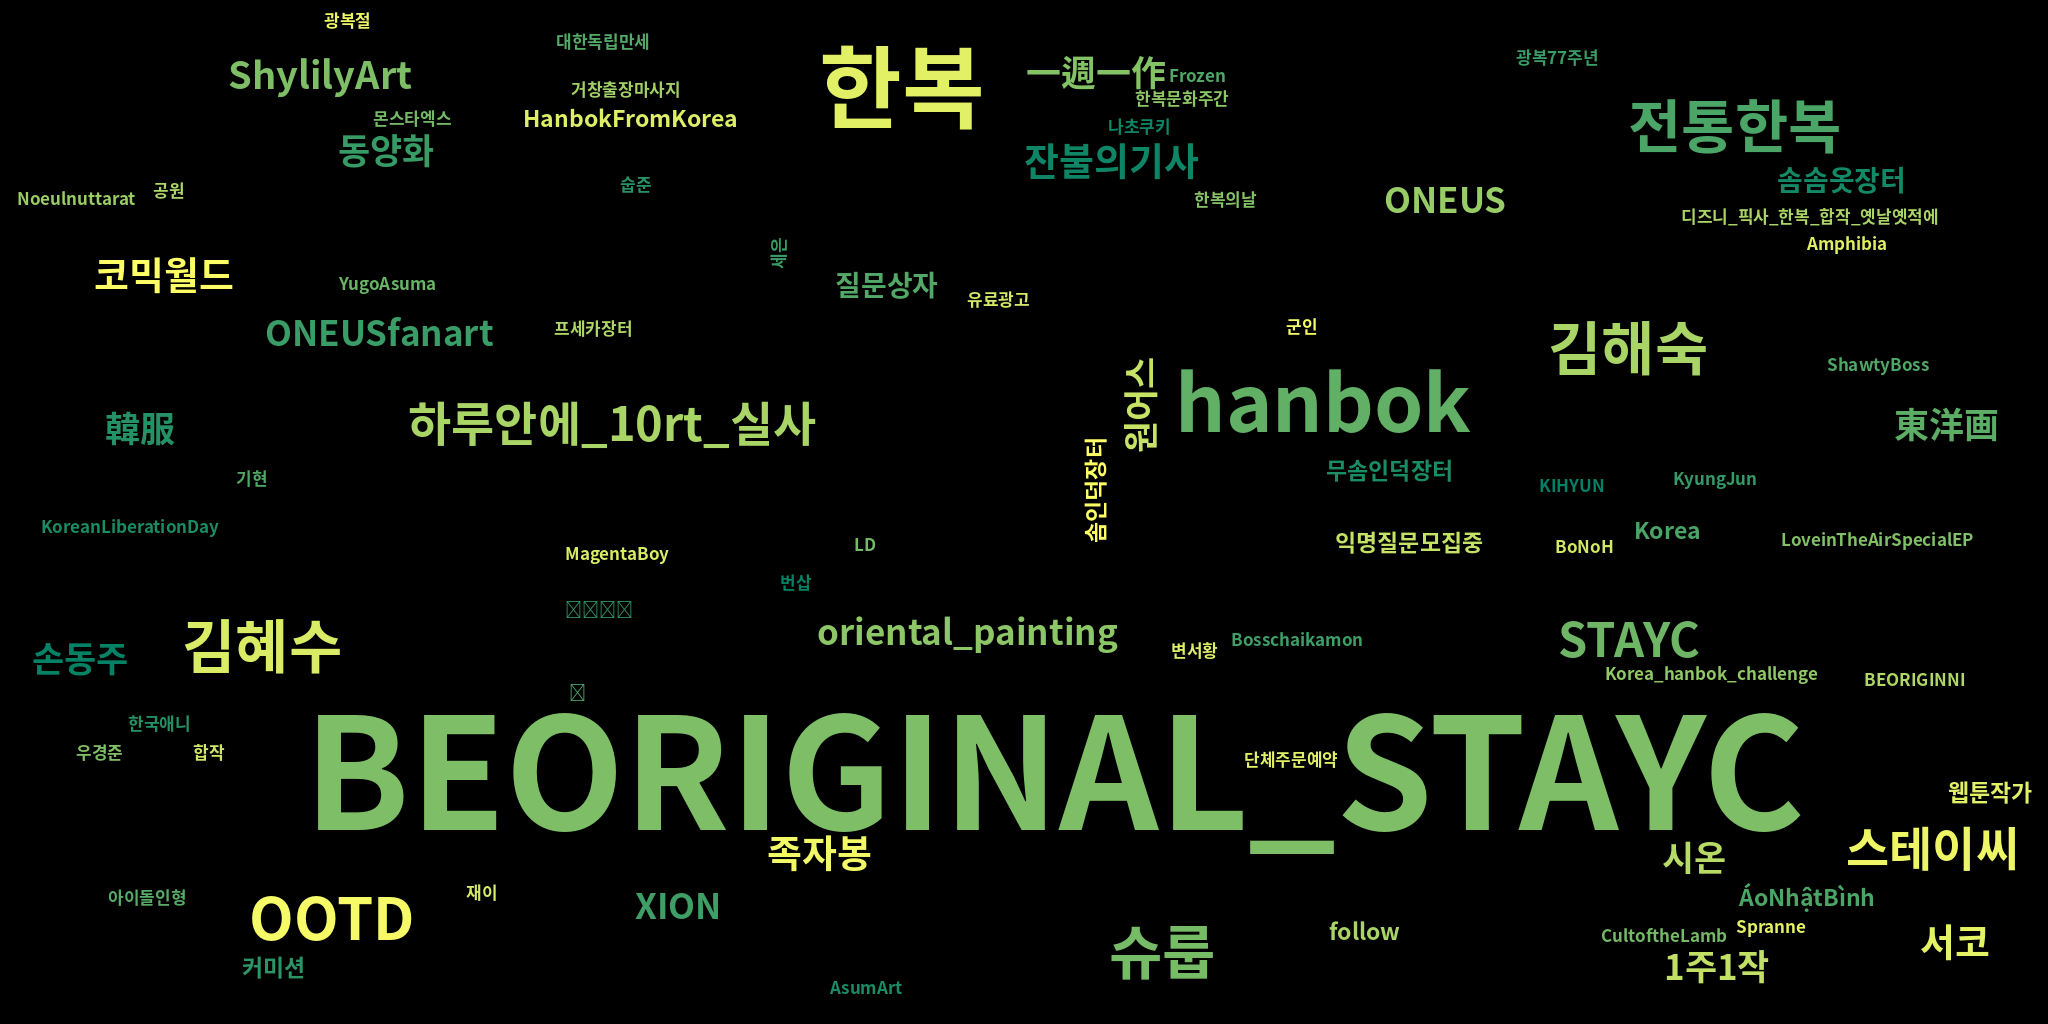 광복절
대한독립만세
ShylilyArt
한복
一週一作
Frozen
광복77주년
거창출장마사지
한복문화주간
몬스타엑스
HanbokFromKorea
나초쿠키
전통한복
동양화
잔불의기사
솜솜옷장터
숩준
Noeulnuttarat
공원
한복의날
ONEUS
디즈니_픽사_한복_합작_옛날옛적에
Amphibia
코믹월드
YugoAsuma
질문상자
유료광고
ONEUSfanart
프세카장터
군인
김해숙
ShawtyBoss
韓服
하루안에_10rt_실사
원어스
hanbok
東洋画
솜인덕장터
무솜인덕장터
기현
KIHYUN
KyungJun
KoreanLiberationDay
MagentaBoy
LD
익명질문모집중
BoNoH
Korea
LoveinTheAirSpecialEP
번삽
손동주
김혜수
oriental_painting
변서황
Bosschaikamon
STAYC
Korea_hanbok_challenge
BEORIGINNI
한국애니
우경준
합작
BEORIGINAL_STAYC
단체주문예약
웹툰작가
족자봉
시온
스테이씨
아이돌인형
OOTD
재이
XION
ÁoNhậtBình
커미션
슈룹
follow
CultoftheLamb
Spranne
서코
1주1작
AsumArt